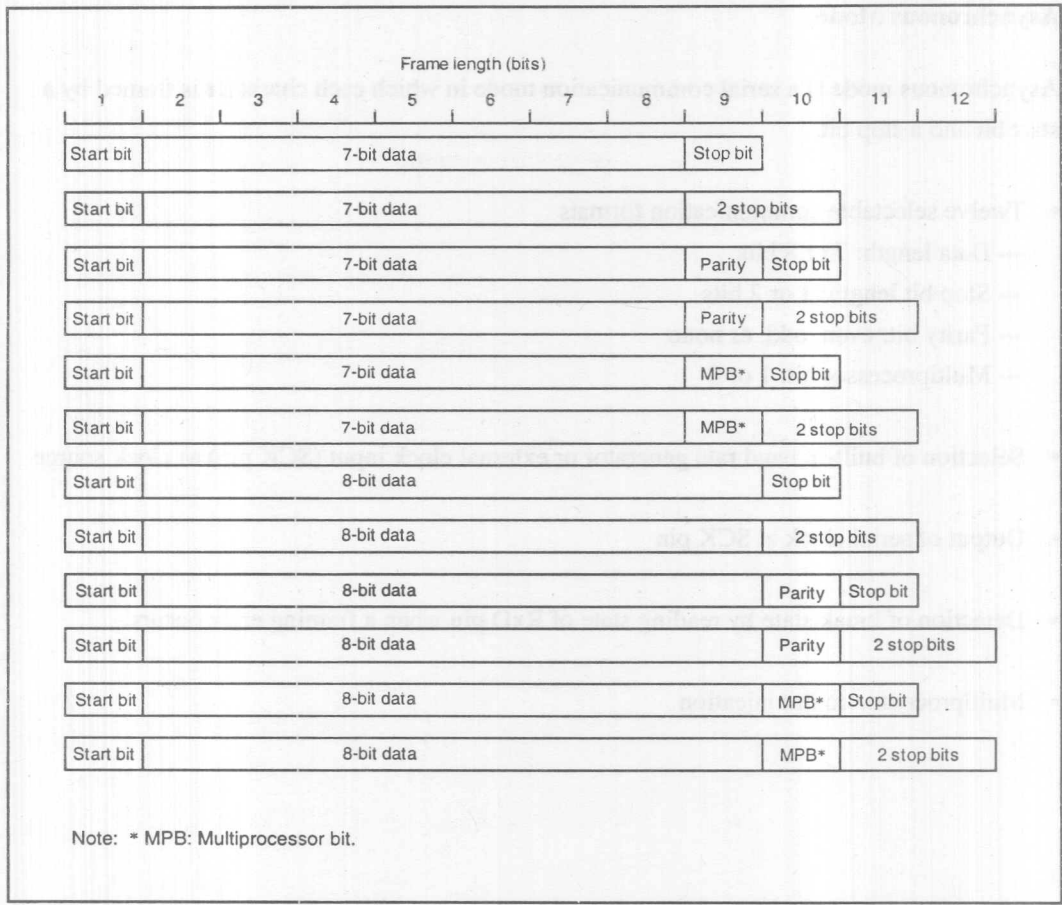 Frame length (bits)
1 2 3 4 5 6 7 8 9 10 11 12
Start bit 7-bit data Stop bit
Start bit 7-bit data 2 stop bits
Start bit 7-bit data Parity Stop bit
Start bit 7-bit data Parity 2 stop bits
Start bit 7-bit data MPB* Stop bit
Start bit 7-bit data MPB* 2 stop bits
Start bit 8-bit data Stop bit
Start bit 8-bit data 2 stop bits
Start bit 8-bit data Parity Stop bit
Start bit 8-bit data Parity 2 stop bits
Start bit 8-bit data MPB* Stop bit
Start bit 8-bit data MPB* 2 stop bits
Note: * MPB: Multiprocessor bit.